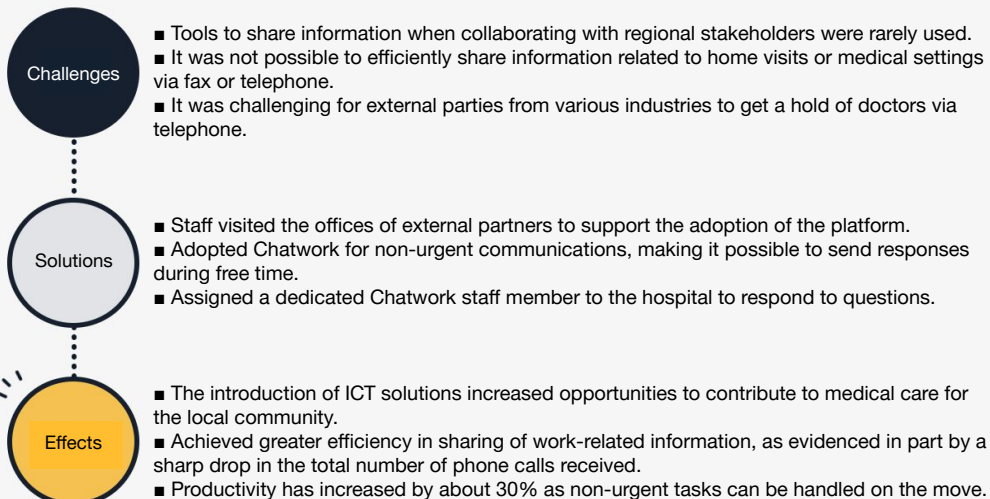 Challenges
■ Tools to share information when collaborating with regional stakeholders were rarely used.
■ It was not possible to efficiently share information related to home visits or medical settings
via fax or telephone.
■ It was challenging for external parties from various industries to get a hold of doctors via
telephone.
Solutions
■ Staff visited the offices of external partners to support the adoption of the platform.
■ Adopted Chatwork for non-urgent communications, making it possible to send responses
during free time.
■ Assigned a dedicated Chatwork staff member to the hospital to respond to questions.
Effects
■ The introduction of ICT solutions increased opportunities to contribute to medical care for
the local community.
■ Achieved greater efficiency in sharing of work-related information, as evidenced in part by a
sharp drop in the total number of phone calls received.
■ Productivity has increased by about 30% as non-urgent tasks can be handled on the move.